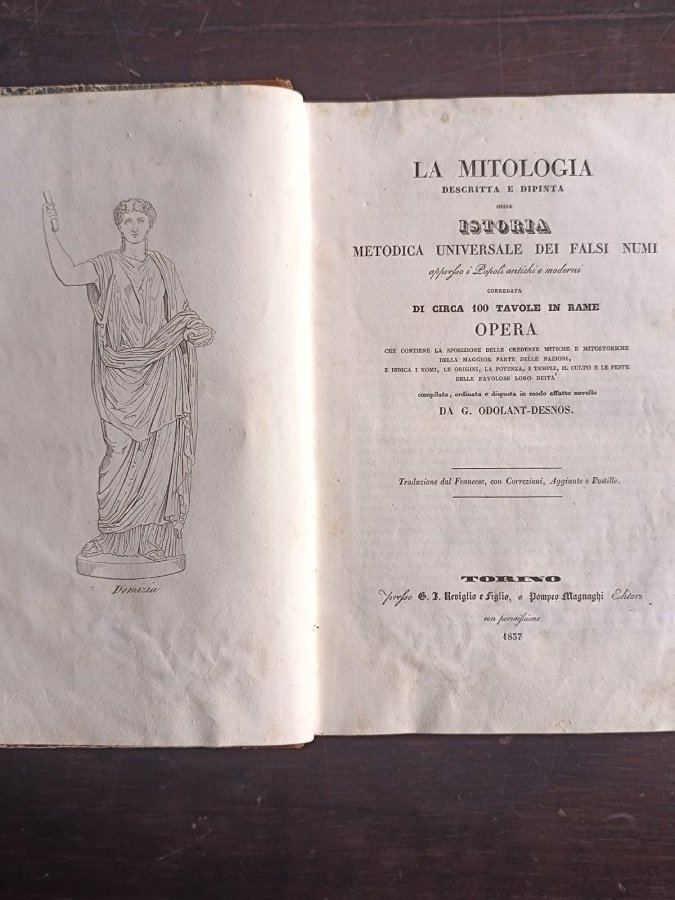 Domizia
LA MITOLOGIA
DESCRITTA E DIPINTA
OSSIA
ISTORIA
METODICA UNIVERSALE DEI FALSI NUMI
appresso i Popoli antichi e moderni
CORREDATA
DI CIRCA 100 TAVOLE IN RAME
OPERA
CHE CONTIENE LA SPOSIZIONE DELLE CREDENZE MITICHE E MITOSTORICHE
DELLA MAGGIOR PARTE DELLE NAZIONI,
E INDICA I NOMI, LE ORIGINI, LA POTENZA, I TEMPLI, IL CULTO E LE FESTE
DELLE FAVOLOSE LORO DEITA'
compilata, ordinata e disposta in modo affatto novello
DA G. ODOLANT-DESNOS.
Traduzione dal Francese, con Correzioni, Aggiunte e Postille.
TORINO
Presso G. I. Reviglio e Figlio, e Pompeo Magnaghi Editori
con permissione
1837